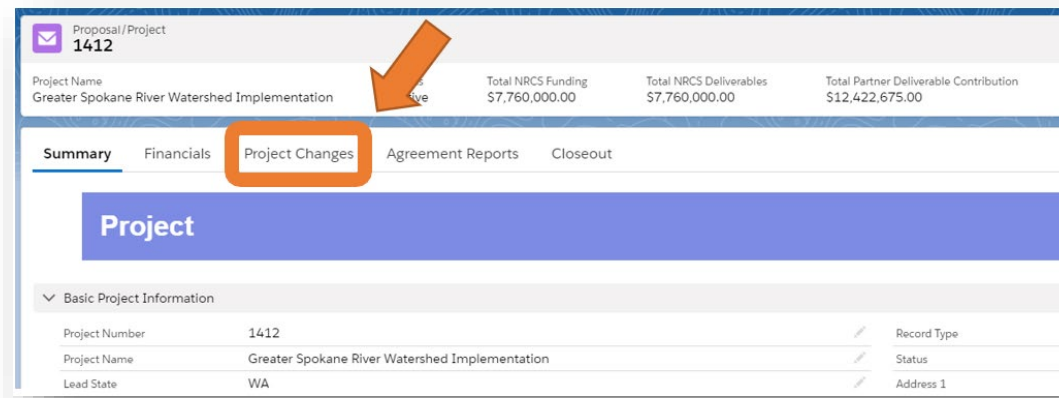 Proposal/Project
1412
Project Name
Greater Spokane River Watershed Implementation
Total NRCS Funding
$7,760,000.00
Total NRCS Deliverables
$7,760,000.00
Total Partner Deliverable Contribution
$12,422,675.00
Summary Financials Project Changes Agreement Reports Closeout
Project
Basic Project Information
Project Number 1412 Record Type
Project Name Greater Spokane River Watershed Implementation Status
Lead State WA Address 1